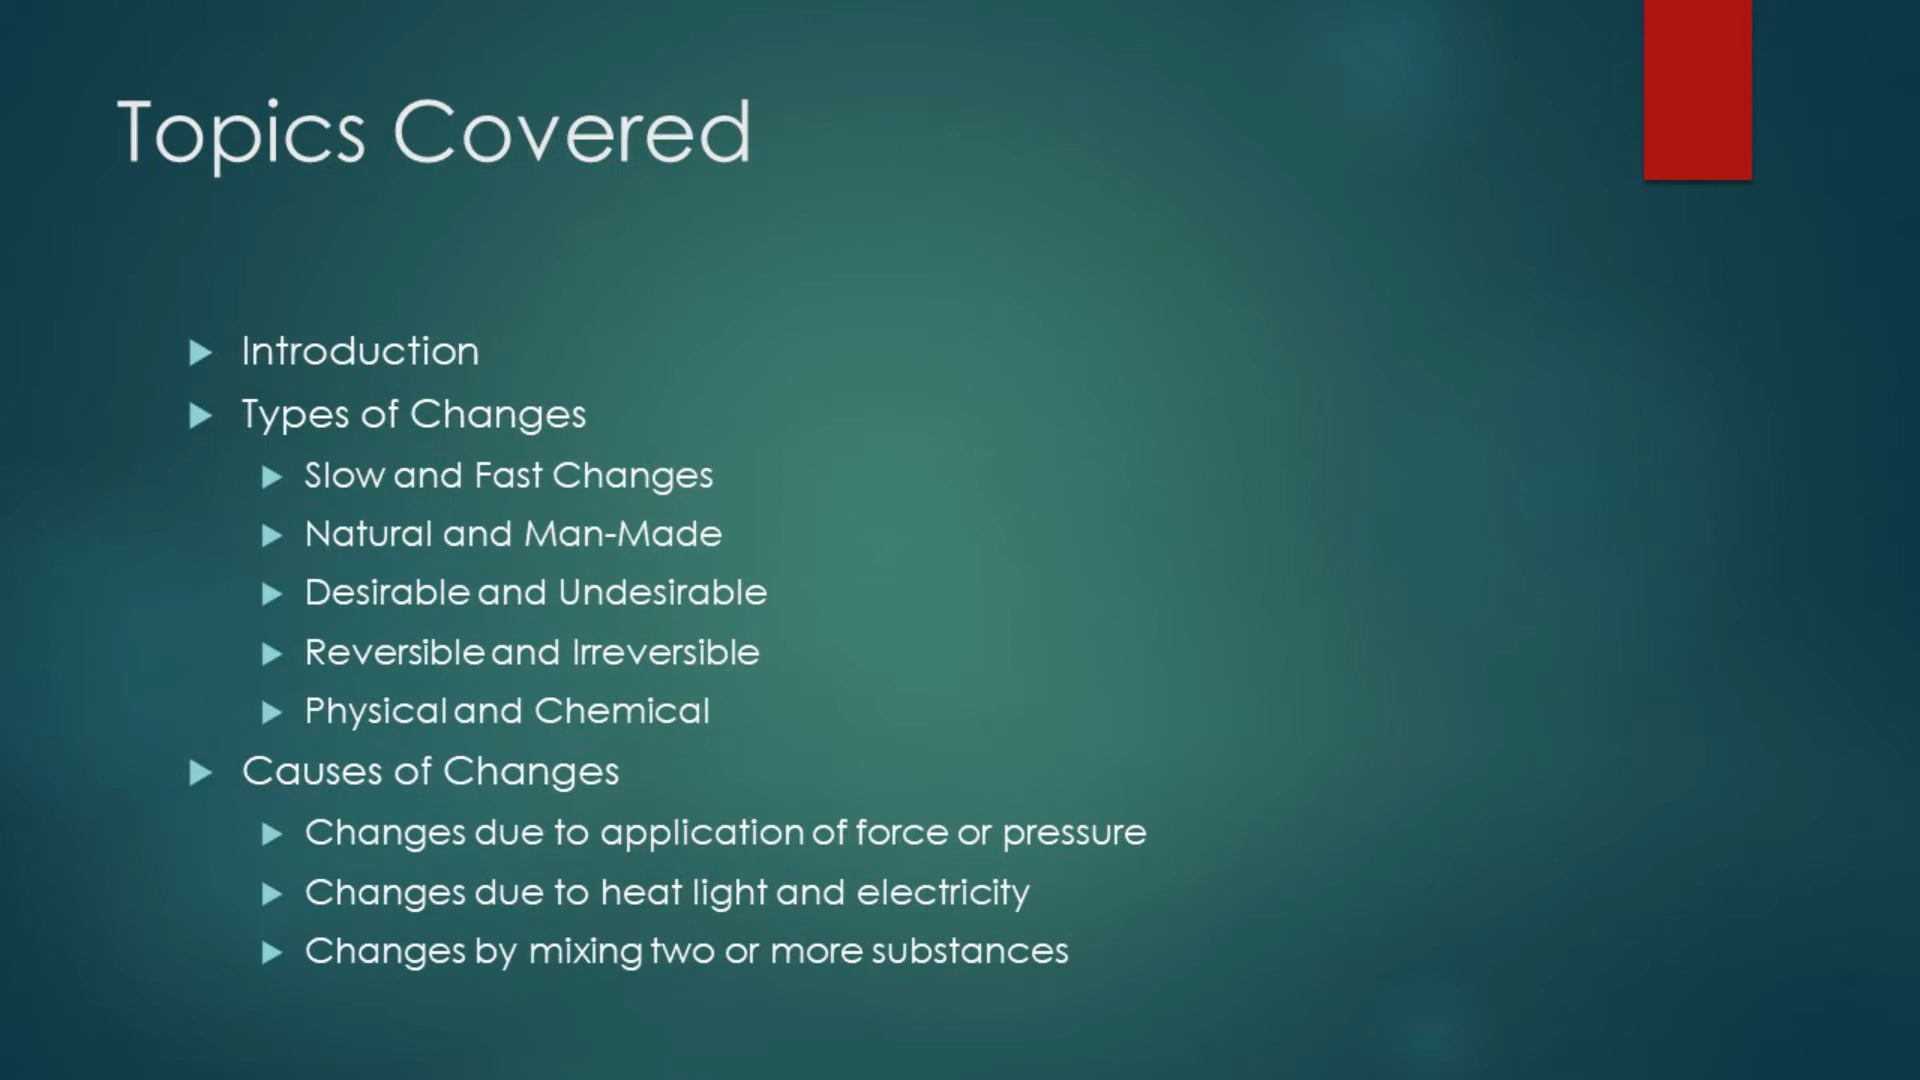 Topics Covered
Introduction
Types of Changes
Slow and Fast Changes
Natural and Man-Made
Desirable and Undesirable
Reversible and Irreversible
Physical and Chemical
Causes of Changes
Changes due to application of force or pressure
Changes due to heat light and electricity
Changes by mixing two or more substances